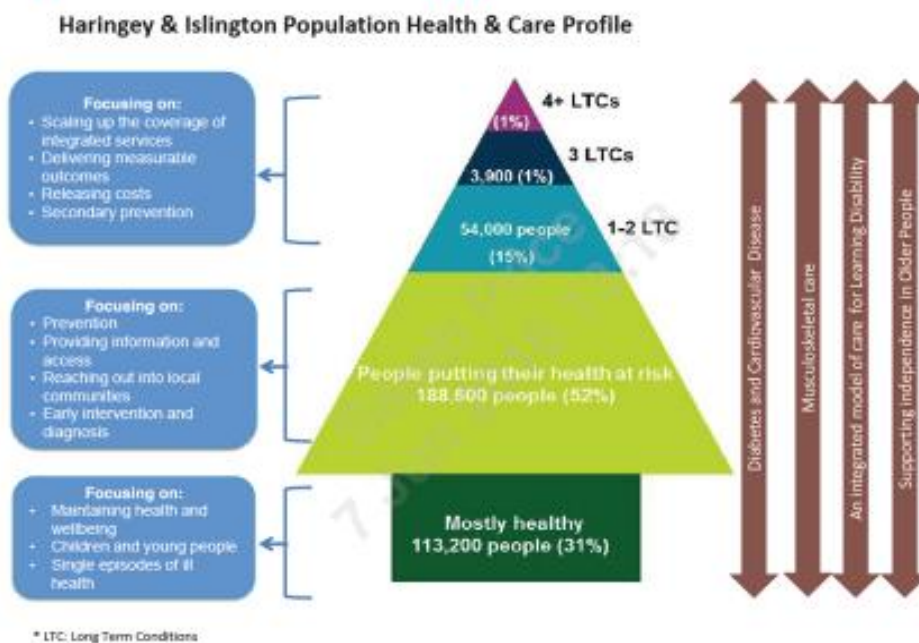 Haringey & Islington Population Health & Care Profile
Focusing on:
• Scaling up the coverage of
integrated services
• Delivering measurable
outcomes
• Releasing costs
• Secondary prevention
4+ LTCs
(1%)
3 LTCs
3,900 (1%)
1-2 LTC
54,000 people
(15%)
Focusing on:
• Prevention
• Providing information and
access
• Reaching out into local
communities
• Early intervention and
diagnosis
People putting their health at risk
188,600 people (52%)
Focusing on:
• Maintaining health and
wellbeing
• Children and young people
• Single episodes of ill
health
Mostly healthy
113,200 people (31%)
Diabetes and Cardiovascular Disease
Musculoskeletal care
An integrated model of care for Learning Disability
Supporting independence in Older People
* LTC: Long Term Conditions